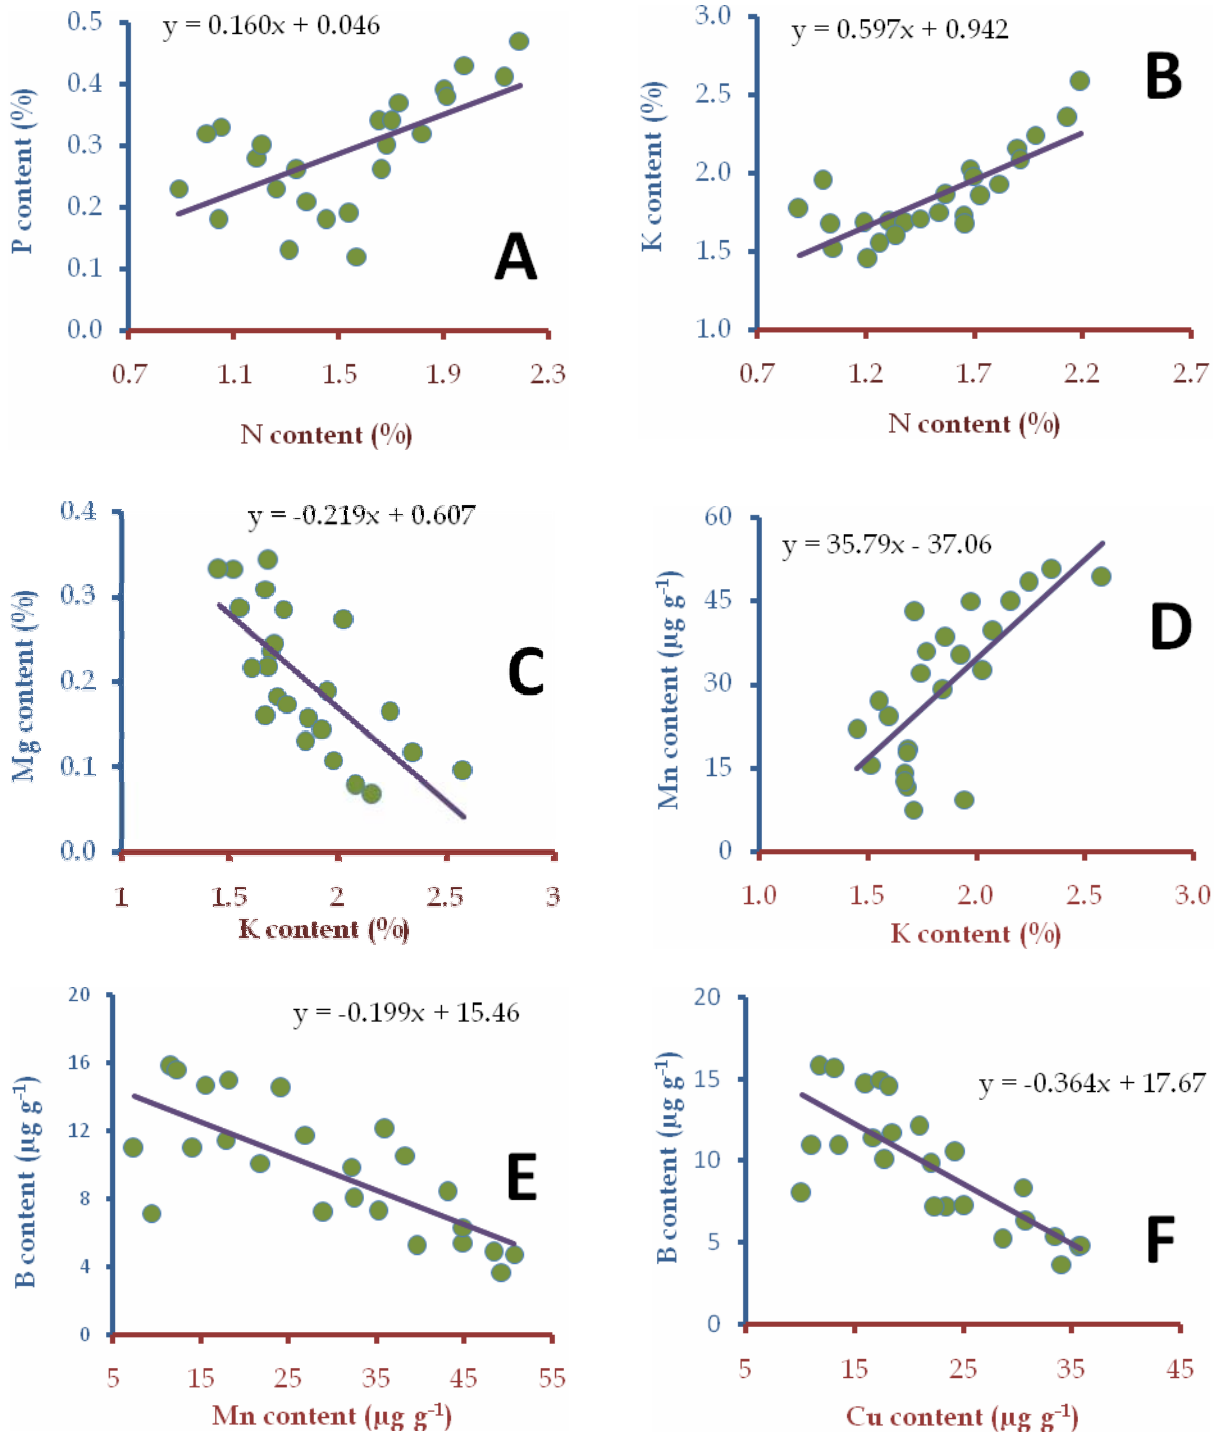 y = 0.160x + 0.046
0.5
0.4
0.3
0.2
0.1
0.0
P content (%)
A
0.7 1.1 1.5 1.9 2.3
N content (%)
y = 0.597x + 0.942
3.0
2.5
2.0
1.5
1.0
K content (%)
B
0.7 1.2 1.7 2.2 2.7
N content (%)
y = -0.219x + 0.607
0.4
0.3
0.2
0.1
0.0
Mg content (%)
C
1 1.5 2 2.5 3
K content (%)
y = 35.79x - 37.06
60
45
30
15
0
Mn content (µg g⁻¹)
D
1.0 1.5 2.0 2.5 3.0
K content (%)
y = -0.199x + 15.46
20
16
12
8
4
0
B content (µg g⁻¹)
E
5 15 25 35 45 55
Mn content (µg g⁻¹)
y = -0.364x + 17.67
20
15
10
5
0
B content (µg g⁻¹)
F
5 15 25 35 45
Cu content (µg g⁻¹)